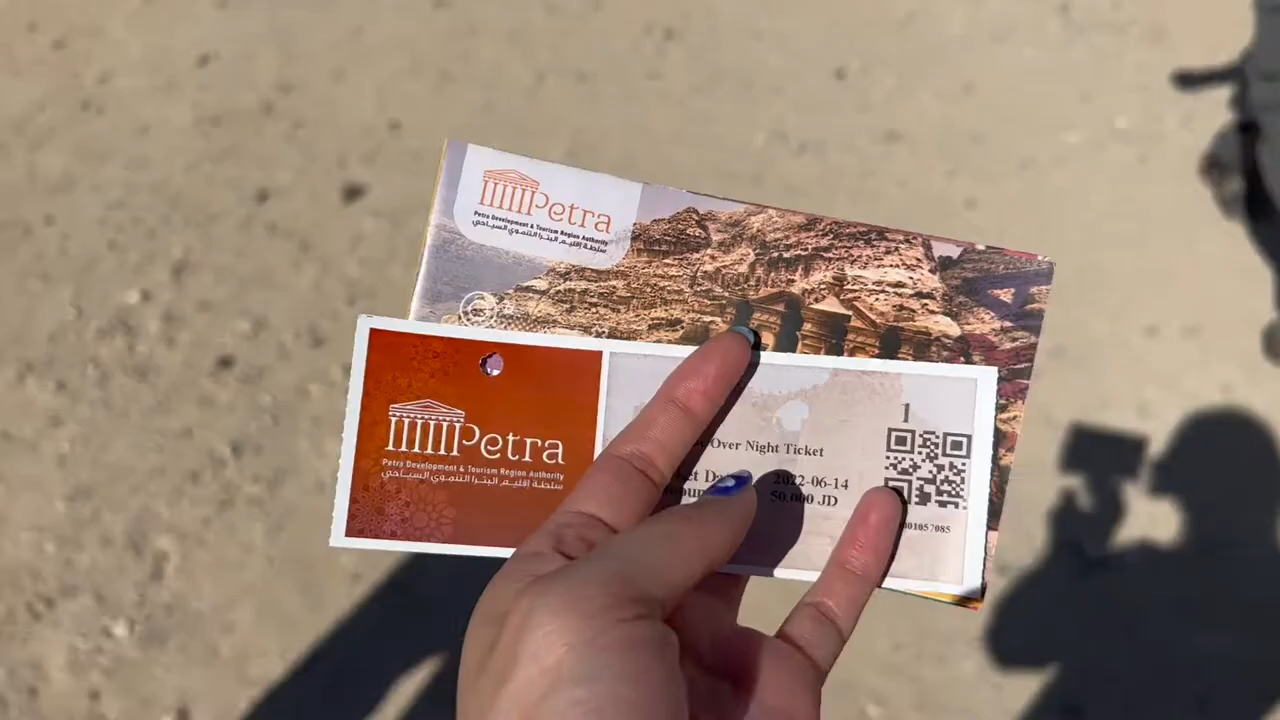 Petra
Petra Development & Tourism Region Authority
سلطة إقليم البترا التنموي السياحي
Petra
Petra Development & Tourism Region Authority
سلطة إقليم البترا التنموي السياحي
1
Over Night Ticket
2022-06-14
50.000 JD
001057085